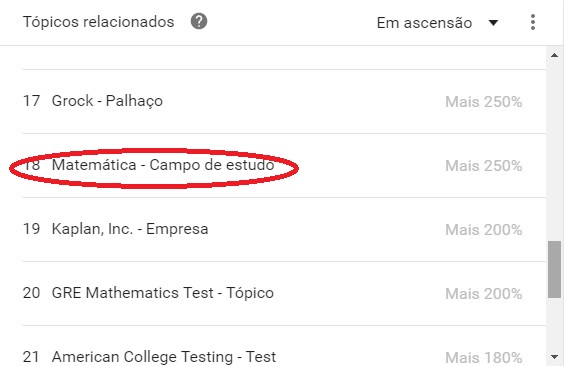 Tópicos relacionados ? Em ascensão
17 Grock - Palhaço Mais 250%
18 Matemática - Campo de estudo Mais 250%
19 Kaplan, Inc. - Empresa Mais 200%
20 GRE Mathematics Test - Tópico Mais 200%
21 American College Testing - Test Mais 180%